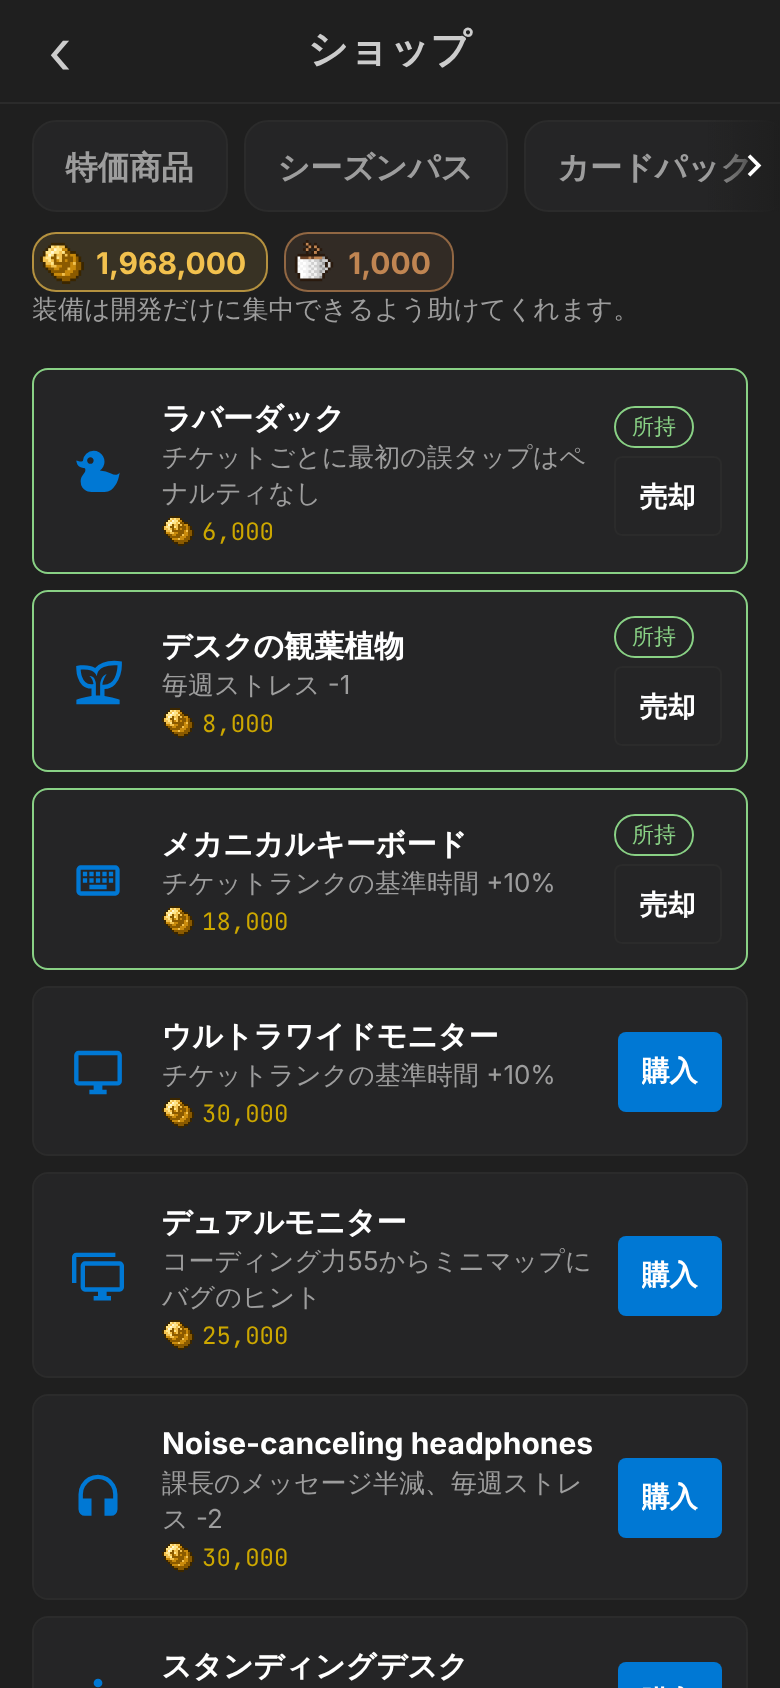 ショップ
特価商品
シーズンパス
カードパック
1,968,000
1,000
装備は開発だけに集中できるよう助けてくれます。
ラバーダック
チケットごとに最初の誤タップはペ
ナルティなし
6,000
所持
売却
デスクの観葉植物
毎週ストレス -1
8,000
所持
売却
メカニカルキーボード
チケットランクの基準時間 +10%
18,000
所持
売却
ウルトラワイドモニター
チケットランクの基準時間 +10%
30,000
購入
デュアルモニター
コーディング力55からミニマップに
バグのヒント
25,000
購入
Noise-canceling headphones
課長のメッセージ半減、毎週ストレ
ス -2
30,000
購入
スタンディングデスク